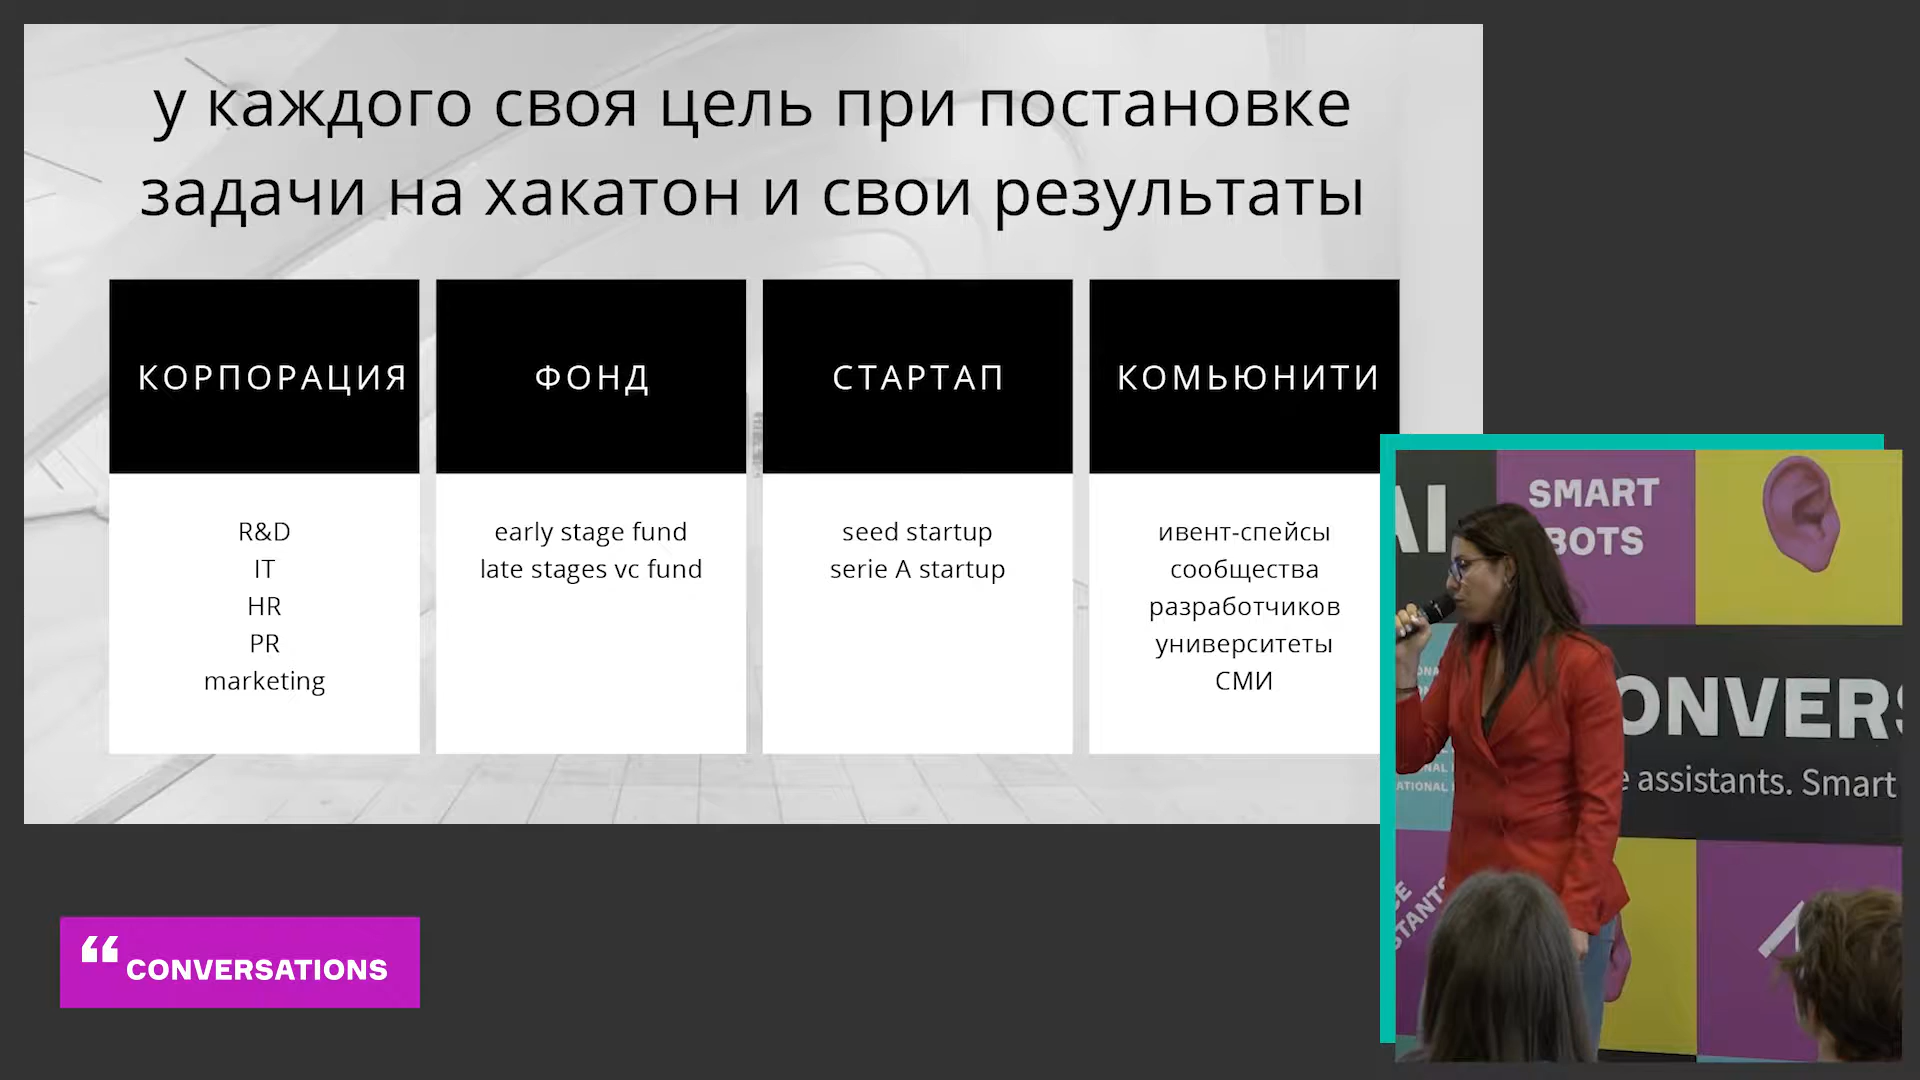 у каждого своя цель при постановке
задачи на хакатон и свои результаты
КОРПОРАЦИЯ
R&D
IT
HR
PR
marketing
ФОНД
early stage fund
late stages vc fund
СТАРТАП
seed startup
serie A startup
КОМЬЮНИТИ
ивент-спейсы
сообщества
разработчиков
университеты
СМИ
“ CONVERSATIONS
AI
SMART
BOTS
ONVERS
assistants. Smart